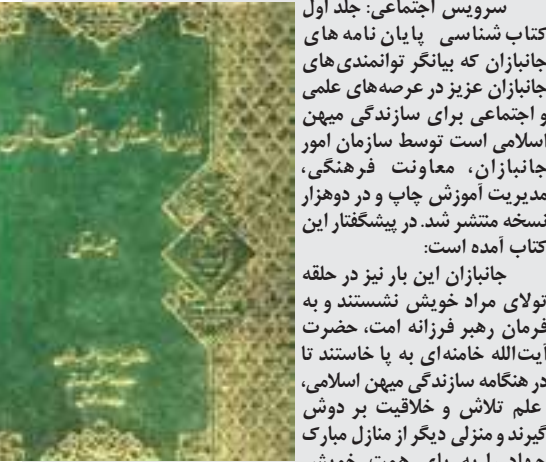 سرویس اجتماعی: جلد اول
کتاب شناسی پایان نامه های
جانبازان که بیانگر توانمندی های
جانبازان عزیز در عرصه‌های علمی
و اجتماعی برای سازندگی میهن
اسلامی است توسط سازمان امور
جانبازان، معاونت فرهنگی،
مدیریت آموزش چاپ و در دوهزار
نسخه منتشر شد. در پیشگفتار این
کتاب آمده است:
جانبازان این بار نیز در حلقه
تولای مراد خویش نشستند و به
فرمان رهبر فرزانه امت، حضرت
آیت‌الله خامنه‌ای به پا خاستند تا
در هنگامه سازندگی میهن اسلامی،
علم تلاش و خلاقیت بر دوش
گیرند و منزلی دیگر از منازل مبارک